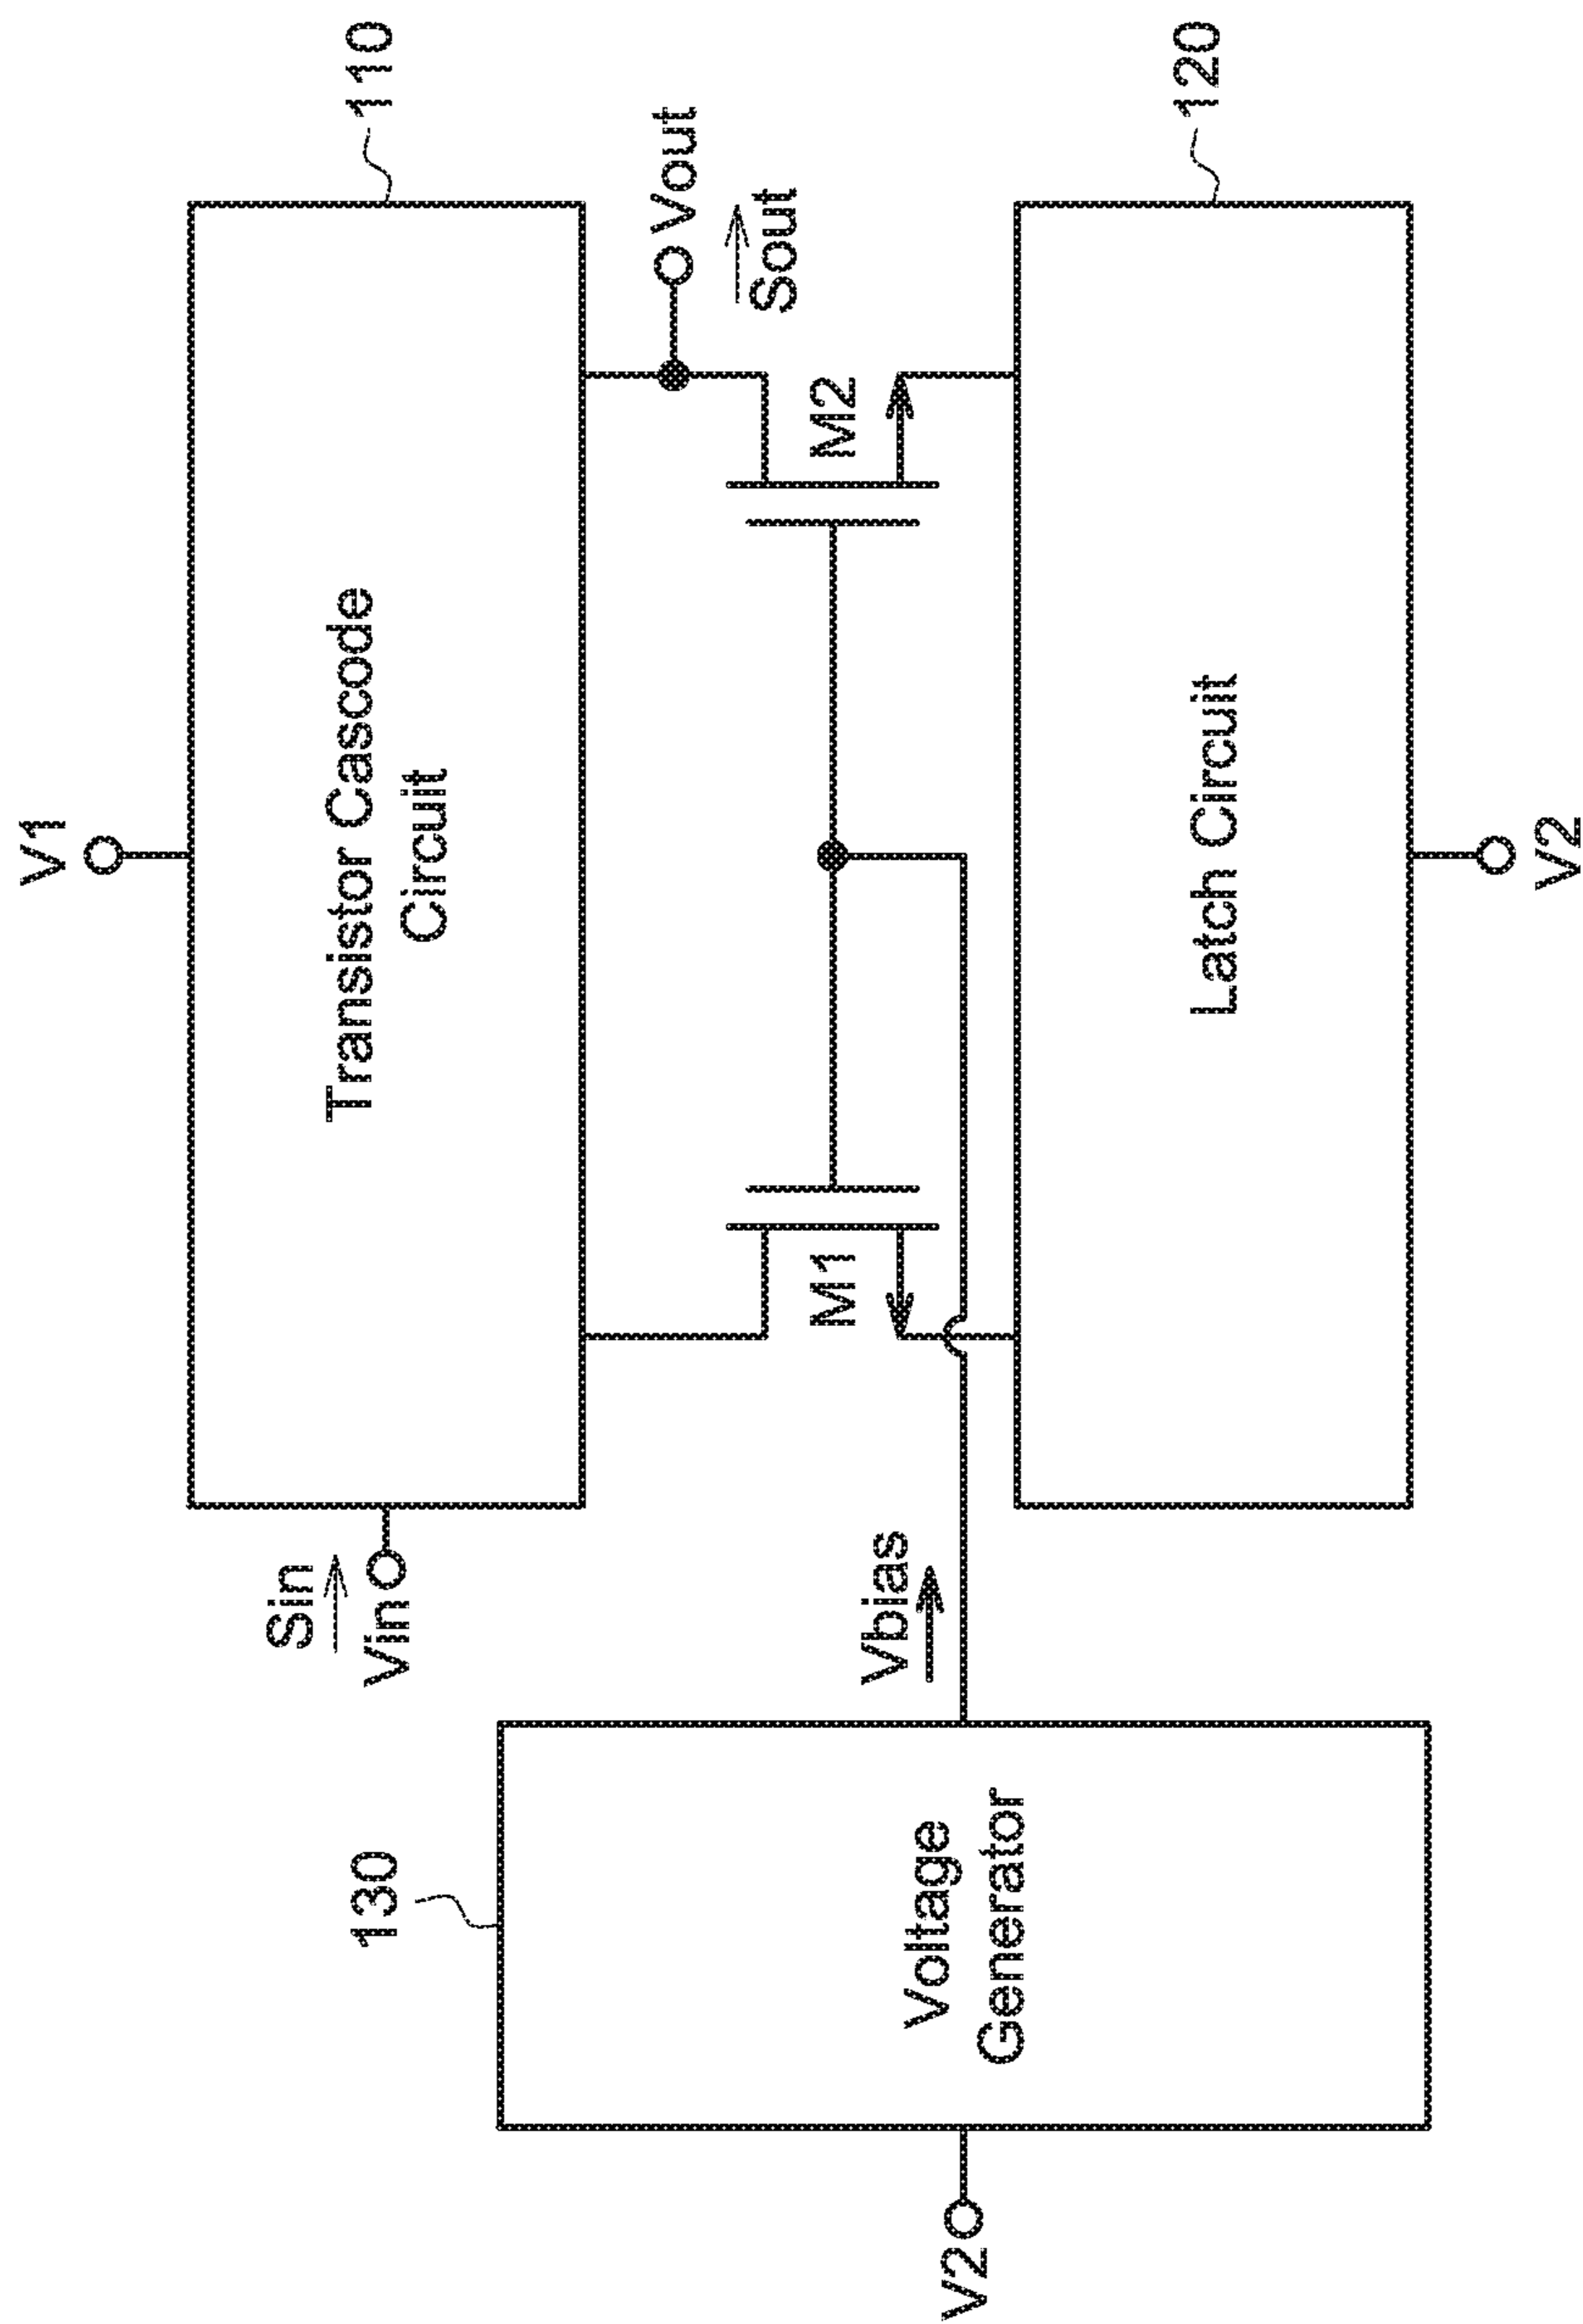 V1
110
Transistor Cascode
Circuit
Sin
Vin
Vout
Sout
130
M1
M2
Vbias
Voltage
Generator
V2
120
Latch Circuit
V2